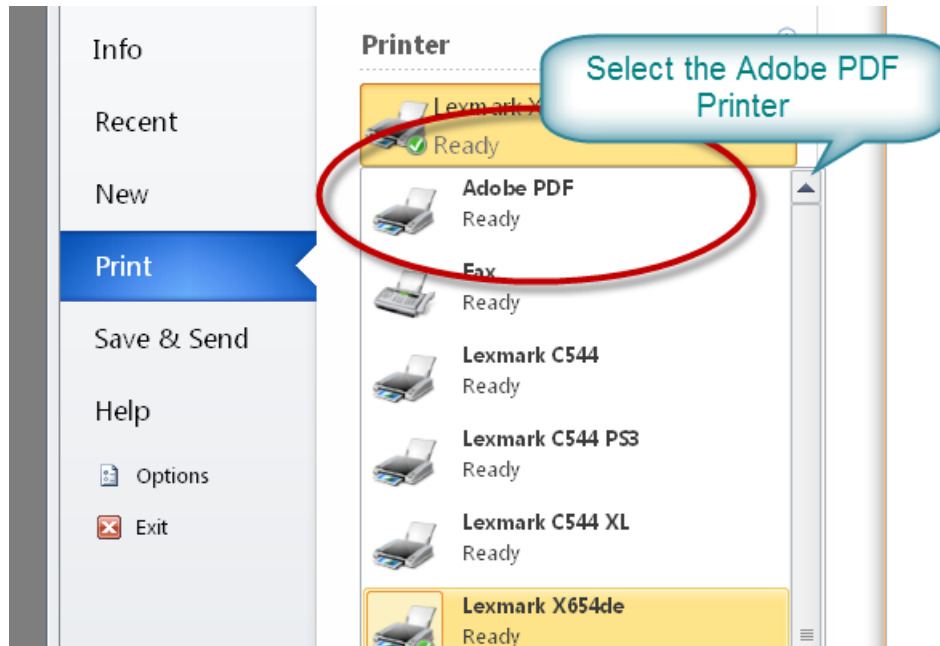 Info
Recent
New
Print
Save & Send
Help
Options
Exit
Printer
Select the Adobe PDF
Printer
Lexmark
Ready
Adobe PDF
Ready
Fax
Ready
Lexmark C544
Ready
Lexmark C544 PS3
Ready
Lexmark C544 XL
Ready
Lexmark X654de
Ready